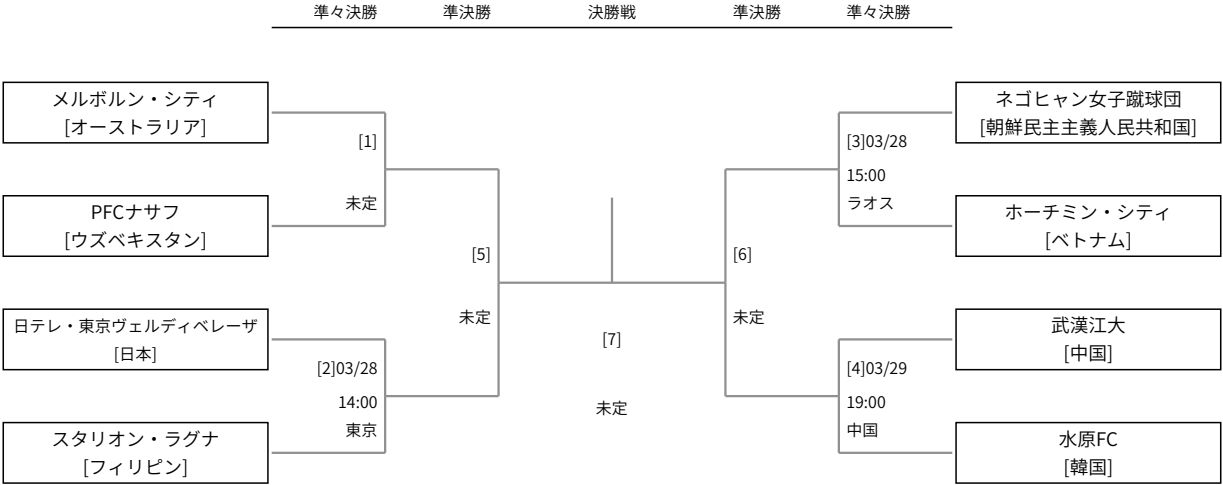 準々決勝 準決勝 決勝戦 準決勝 準々決勝
メルボルン・シティ
[オーストラリア]
[1]
未定
PFCナサフ
[ウズベキスタン]
[5]
未定
日テレ・東京ヴェルディベレーザ
[日本]
[2]03/28
14:00
東京
スタリオン・ラグナ
[フィリピン]
[7]
未定
ネゴヒャン女子蹴球団
[朝鮮民主主義人民共和国]
[3]03/28
15:00
ラオス
ホーチミン・シティ
[ベトナム]
[6]
未定
武漢江大
[中国]
[4]03/29
19:00
中国
水原FC
[韓国]